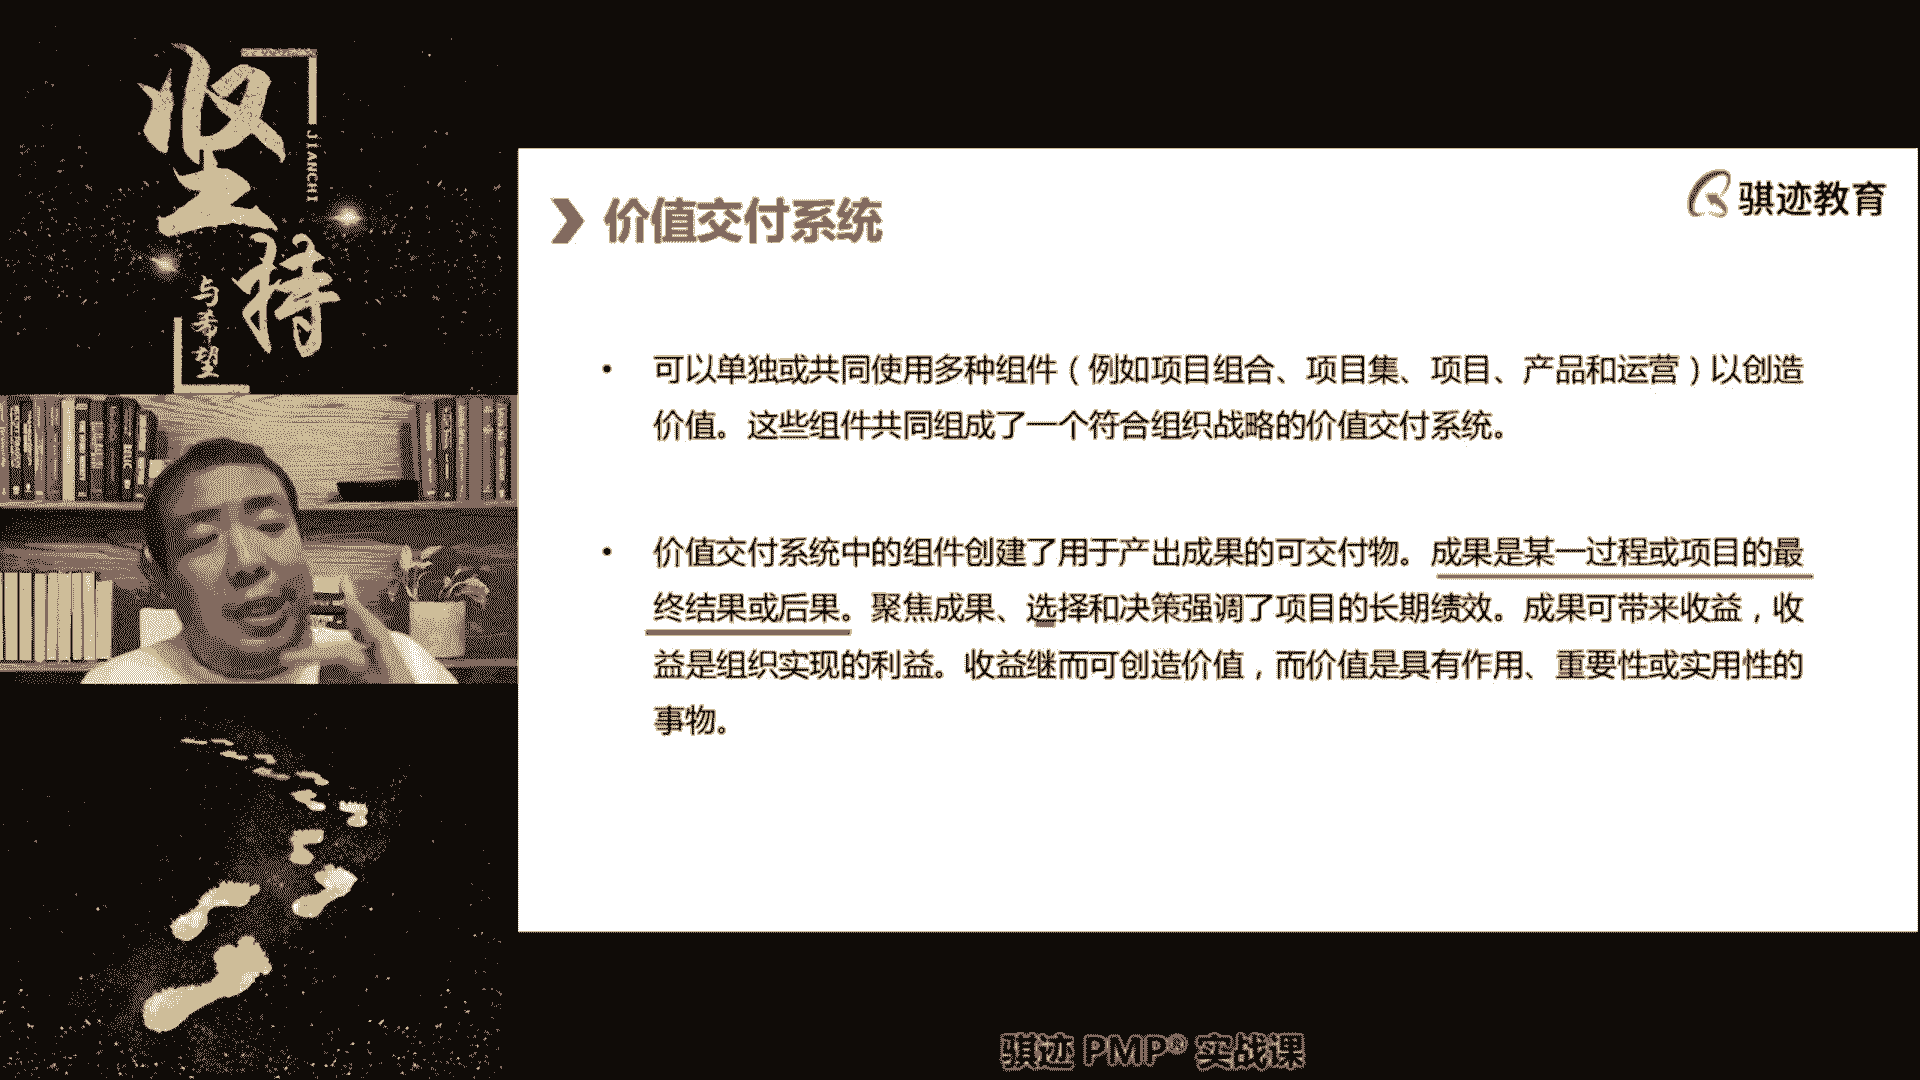 坚持
JIANCHI
与希望
骐迹教育
价值交付系统
• 可以单独或共同使用多种组件（例如项目组合、项目集、项目、产品和运营）以创造
价值。这些组件共同组成了一个符合组织战略的价值交付系统。
• 价值交付系统中的组件创建了用于产出成果的可交付物。成果是某一过程或项目的最
终结果或后果。聚焦成果、选择和决策强调了项目的长期绩效。成果可带来收益，收
益是组织实现的利益。收益继而可创造价值，而价值是具有作用、重要性或实用性的
事物。
骐迹 PMP® 实战课